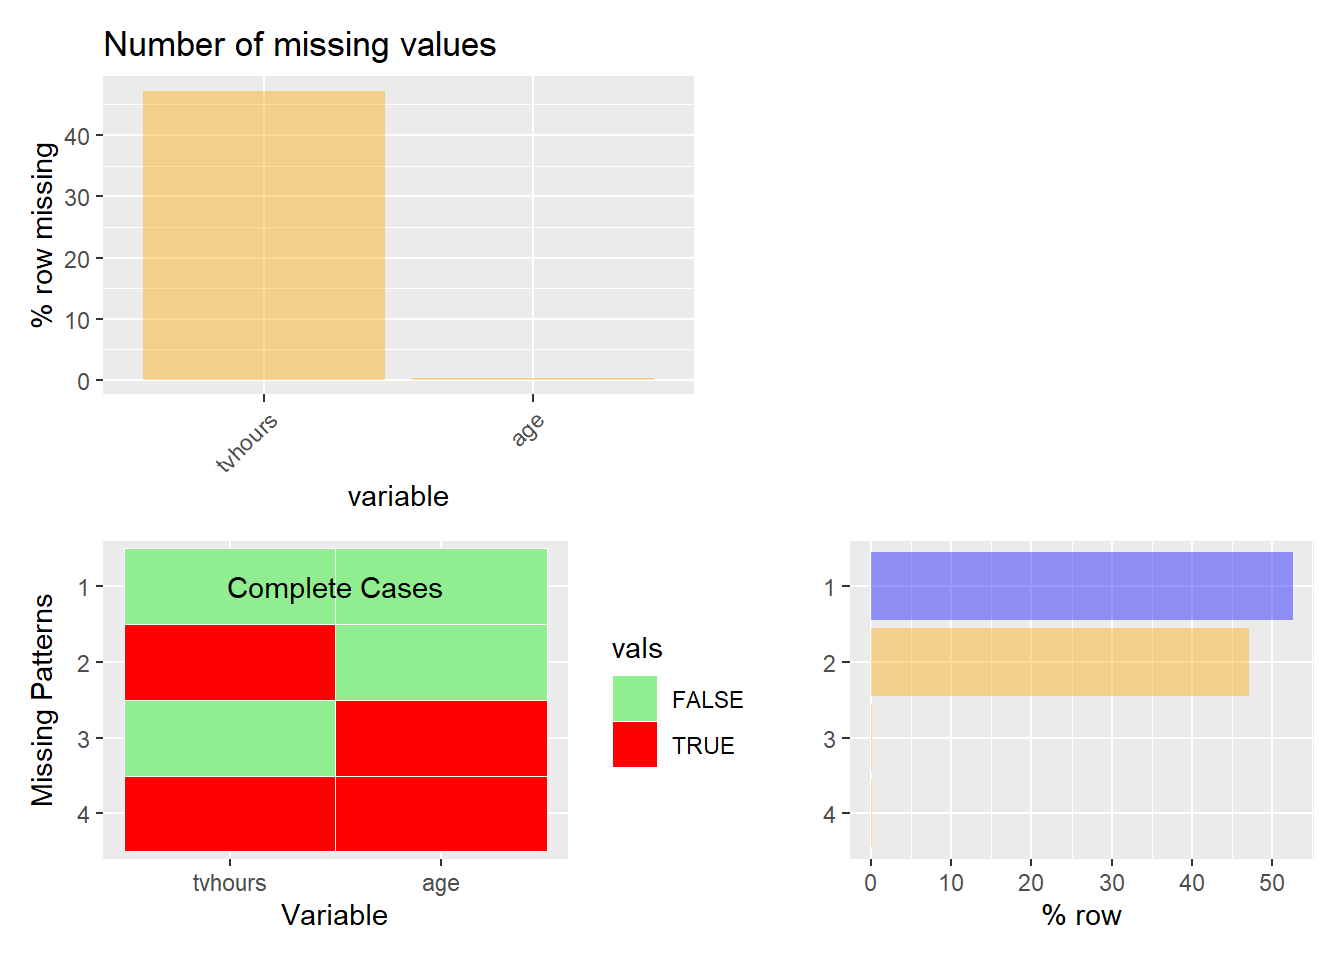 Number of missing values
% row missing
40
30
20
10
0
tvhours
age
variable
Missing Patterns
1
2
3
4
Complete Cases
tvhours
age
Variable
vals
FALSE
TRUE
1
2
3
4
0
10
20
30
40
50
% row